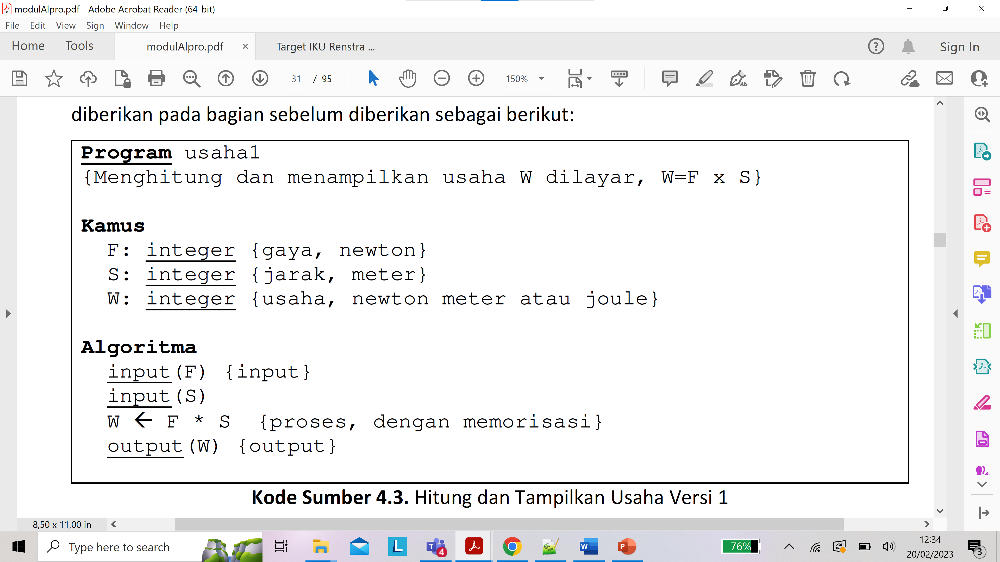 modulAlpro.pdf - Adobe Acrobat Reader (64-bit)
File Edit View Sign Window Help
Home Tools modulAlpro.pdf × Target IKU Renstra ... Sign In
31 / 95 150%
diberikan pada bagian sebelum diberikan sebagai berikut:
Program usaha1
{Menghitung dan menampilkan usaha W dilayar, W=F x S}
Kamus
F: integer {gaya, newton}
S: integer {jarak, meter}
W: integer {usaha, newton meter atau joule}
Algoritma
input(F) {input}
input(S)
W ← F * S {proses, dengan memorisasi}
output(W) {output}
Kode Sumber 4.3. Hitung dan Tampilkan Usaha Versi 1
8,50 x 11,00 in
Type here to search
L
T 4
W
P
76%
12:34
20/02/2023
3